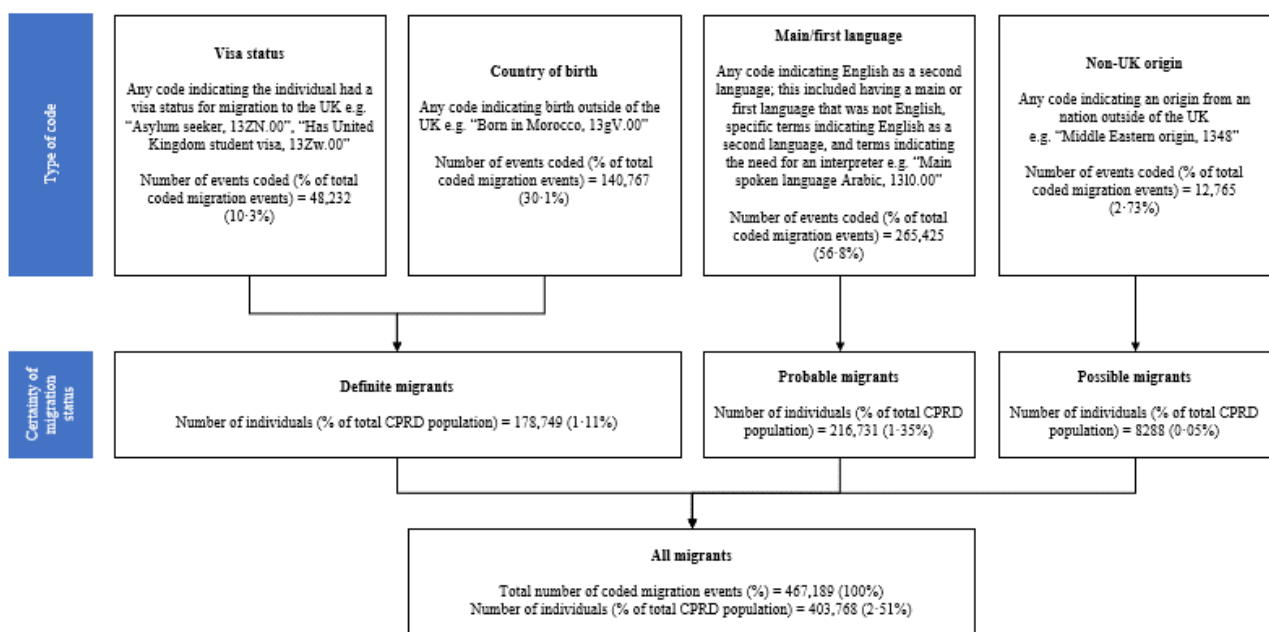 Type of code
Visa status
Any code indicating the individual had a
visa status for migration to the UK e.g.
“Asylum seeker, 13ZN.00”, “Has United
Kingdom student visa, 13Zw.00”
Number of events coded (% of total
coded migration events) = 48,232
(10·3%)
Country of birth
Any code indicating birth outside of the
UK e.g. “Born in Morocco, 13gV.00”
Number of events coded (% of total
coded migration events) = 140,767
(30·1%)
Main/first language
Any code indicating English as a second
language; this included having a main or
first language that was not English,
specific terms indicating English as a
second language, and terms indicating
the need for an interpreter e.g. “Main
spoken language Arabic, 13l0.00”
Number of events coded (% of total
coded migration events) = 265,425
(56·8%)
Non-UK origin
Any code indicating an origin from an
nation outside of the UK
e.g. “Middle Eastern origin, 1348”
Number of events coded (% of total
coded migration events) = 12,765
(2·73%)
Certainty of
migration
status
Definite migrants
Number of individuals (% of total CPRD population) = 178,749 (1·11%)
Probable migrants
Number of individuals (% of total CPRD
population) = 216,731 (1·35%)
Possible migrants
Number of individuals (% of total CPRD
population) = 8288 (0·05%)
All migrants
Total number of coded migration events (%) = 467,189 (100%)
Number of individuals (% of total CPRD population) = 403,768 (2·51%)